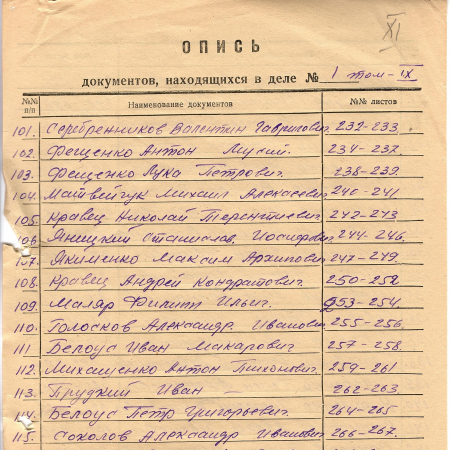 XI
ОПИСЬ
документов, находящихся в деле № 1 том-IX
№№ п/п Наименование документов №№ листов
101. Серебренников Валентин Гаврилович 232-233.
102. Фещенко Антон Лукий. 234-237.
103. Фещенко Лука Петрович. 238-239.
104. Матвейчук Михаил Алексеевич 240-241.
105. Кравец Николай Терентиевич 242-243
106. Яницкий Станислав Иосифович 244-246.
107. Якименко Максим Архипович 247-249.
108. Кравец Андрей Кондратович. 250-252
109. Маляр Филипп Ильич. 253-254.
110. Голосков Александр Иванович 255-256.
111 Белоус Иван Макарович 257-258.
112. Михащенко Антон Тихонович. 259-261
113. Прудкий Иван — 262-263.
114. Белоус Петр Григорьевич. 264-265
115. Соколов Александр Иванович 266-267.